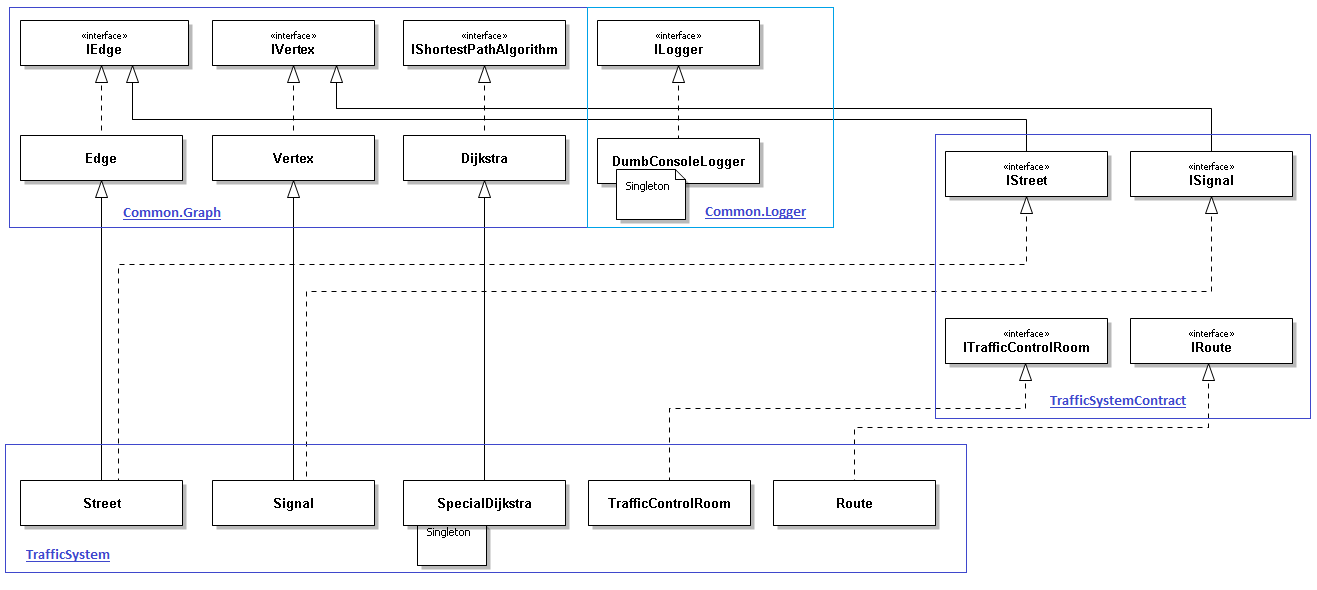 «interface»
IEdge
«interface»
IVertex
«interface»
IShortestPathAlgorithm
«interface»
ILogger
Edge
Vertex
Dijkstra
DumbConsoleLogger
Singleton
Common.Graph
Common.Logger
«interface»
IStreet
«interface»
ISignal
«interface»
ITrafficControlRoom
«interface»
IRoute
TrafficSystemContract
Street
Signal
SpecialDijkstra
Singleton
TrafficControlRoom
Route
TrafficSystem